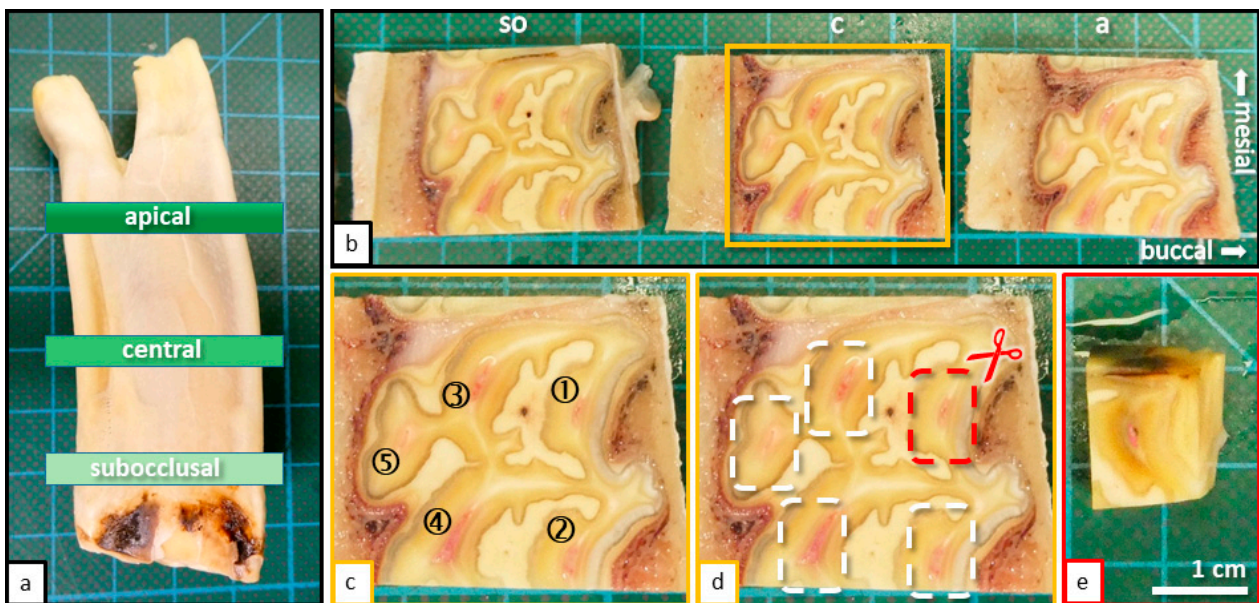 apical
central
subocclusal
a
so
c
a
mesial
buccal
b
①
③
⑤
④
②
c
d
e
1 cm